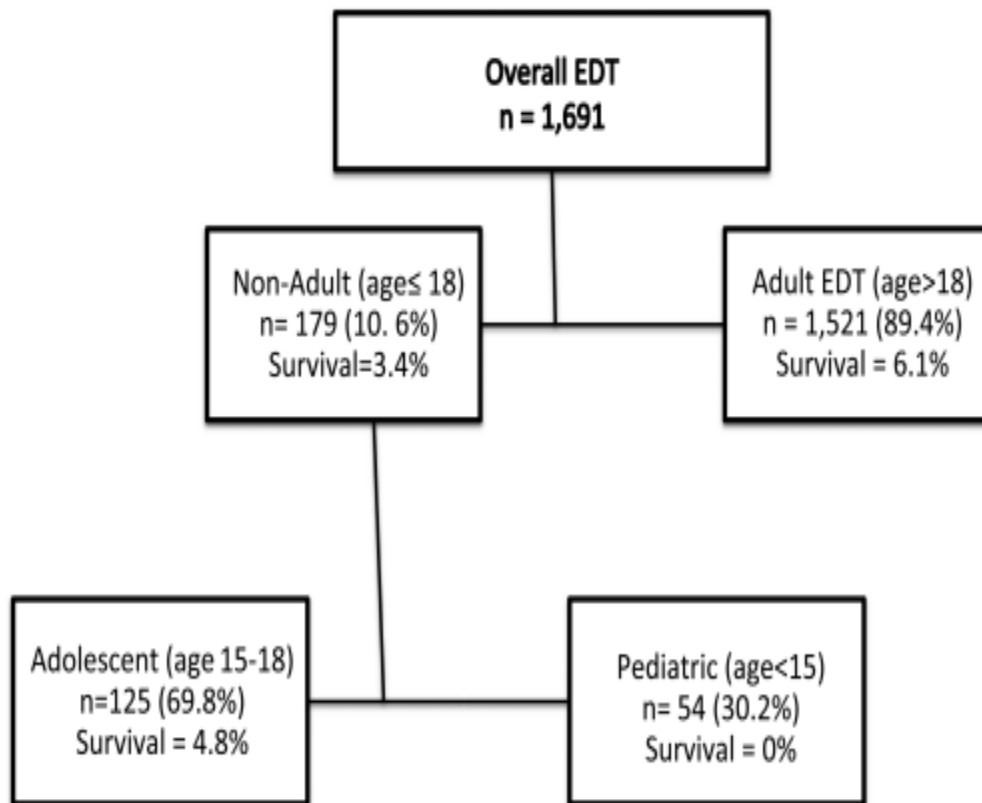 Overall EDT
n = 1,691
Non-Adult (age≤ 18)
n= 179 (10. 6%)
Survival=3.4%
Adult EDT (age>18)
n = 1,521 (89.4%)
Survival = 6.1%
Adolescent (age 15-18)
n=125 (69.8%)
Survival = 4.8%
Pediatric (age<15)
n= 54 (30.2%)
Survival = 0%